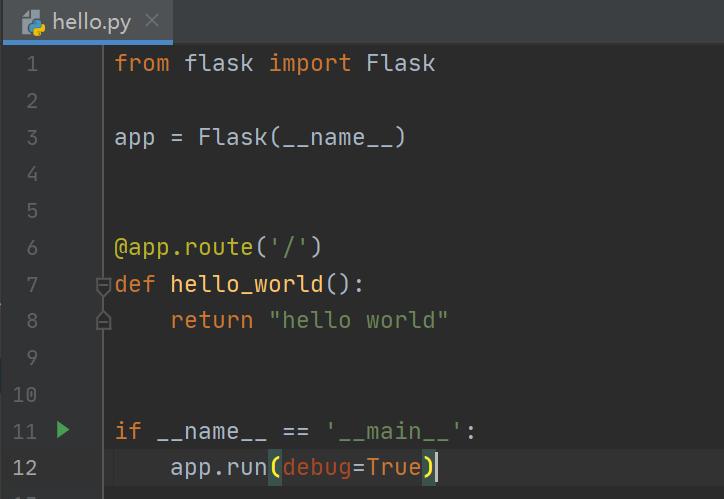 hello.py
1 from flask import Flask
2
3 app = Flask(__name__)
4
5
6 @app.route('/')
7 def hello_world():
8     return "hello world"
9
10
11 if __name__ == '__main__':
12     app.run(debug=True)